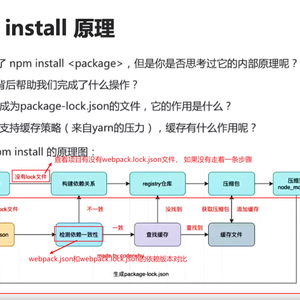 install 原理
了 npm install <package>，但是你是否思考过它的内部原理呢？
背后帮助我们完成了什么操作？
成为package-lock.json的文件，它的作用是什么？
支持缓存策略（来自yarn的压力），缓存有什么作用呢？
pm install 的原理图：
查看项目有没有webpack.lock.json文件、如果没有走着一条步骤
没有lock文件
构建依赖关系
registry仓库
压缩包
压缩
node_mo
lock文件
不一致
没找到
获取压缩包
添加缓存
json
检测依赖一致性
一致
查找缓存
查找到
缓存文件
webpack.json和webpack.lock.json的依赖版本对比
生成package-lock.json